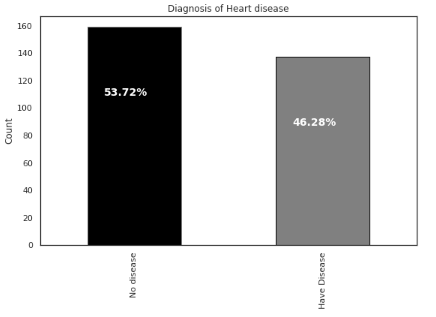 Diagnosis of Heart disease
160
140
120
100
80
60
40
20
0
Count
53.72%
46.28%
No disease
Have Disease